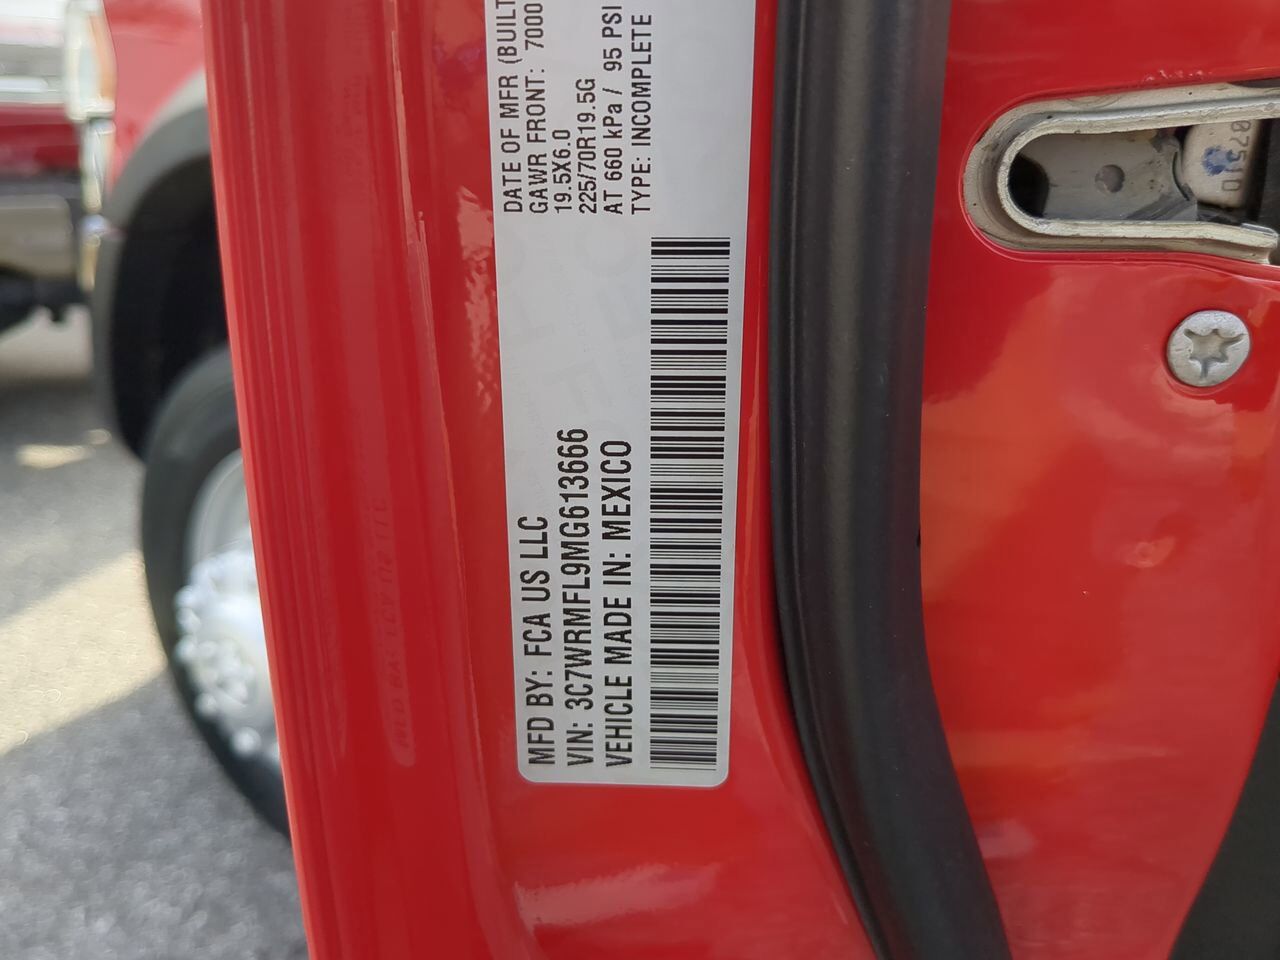 MFD BY: FCA US LLC
VIN: 3C7WRMFL9MG613666
VEHICLE MADE IN: MEXICO
DATE OF MFR (BUILT
GAWR FRONT: 7000
19.5X6.0
225/70R19.5G
AT 660 kPa / 95 PSI
TYPE: INCOMPLETE
07510